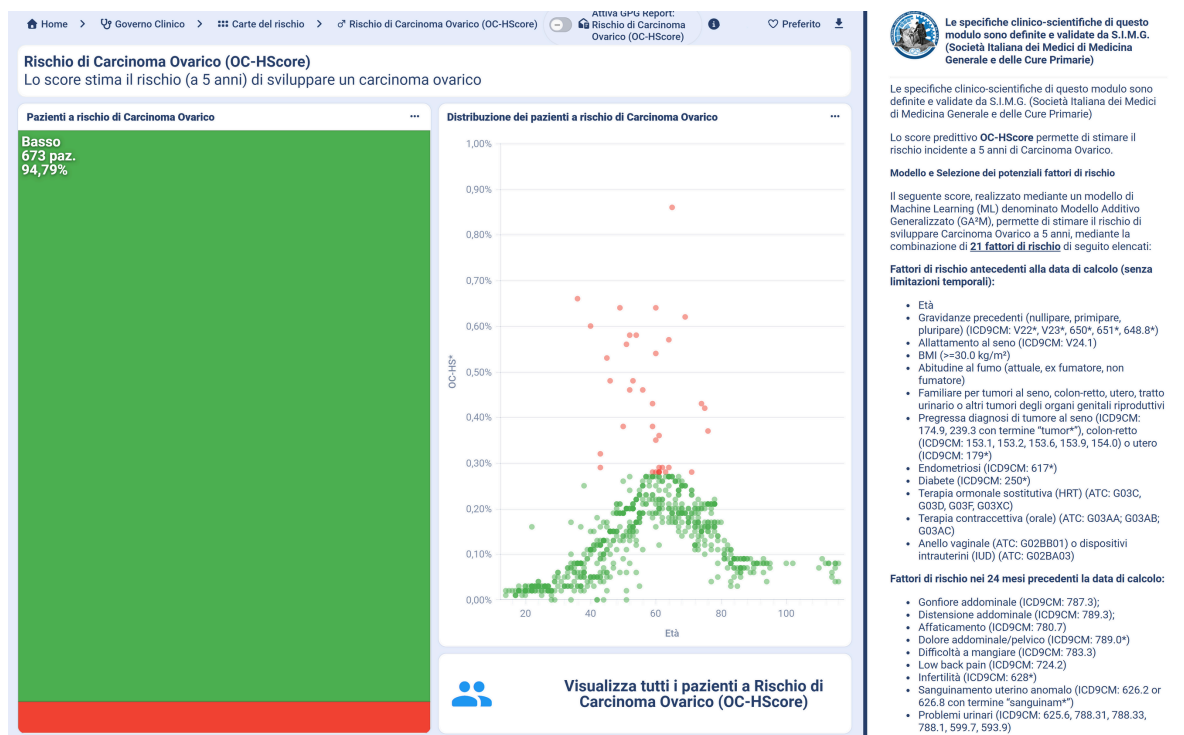 Home > Governo Clinico > Carte del rischio > Rischio di Carcinoma Ovarico (OC-HScore)
Attiva GPG Report:
Rischio di Carcinoma
Ovarico (OC-HScore)
Preferito
Rischio di Carcinoma Ovarico (OC-HScore)
Lo score stima il rischio (a 5 anni) di sviluppare un carcinoma ovarico
Pazienti a rischio di Carcinoma Ovarico
Basso
673 paz.
94,79%
Distribuzione dei pazienti a rischio di Carcinoma Ovarico
1,00%
0,90%
0,80%
0,70%
0,60%
0,50%
0,40%
0,30%
0,20%
0,10%
0,00%
OC-HS*
20 40 60 80 100
Età
Visualizza tutti i pazienti a Rischio di
Carcinoma Ovarico (OC-HScore)
Le specifiche clinico-scientifiche di questo
modulo sono definite e validate da S.I.M.G.
(Società Italiana dei Medici di Medicina
Generale e delle Cure Primarie)
Le specifiche clinico-scientifiche di questo modulo sono
definite e validate da S.I.M.G. (Società Italiana dei Medici
di Medicina Generale e delle Cure Primarie)
Lo score predittivo OC-HScore permette di stimare il
rischio incidente a 5 anni di Carcinoma Ovarico.
Modello e Selezione dei potenziali fattori di rischio
Il seguente score, realizzato mediante un modello di
Machine Learning (ML) denominato Modello Additivo
Generalizzato (GA²M), permette di stimare il rischio di
sviluppare Carcinoma Ovarico a 5 anni, mediante la
combinazione di 21 fattori di rischio di seguito elencati:
Fattori di rischio antecedenti alla data di calcolo (senza
limitazioni temporali):
• Età
• Gravidanze precedenti (nullipare, primipare,
pluripare) (ICD9CM: V22*, V23*, 650*, 651*, 648.8*)
• Allattamento al seno (ICD9CM: V24.1)
• BMI (>=30.0 kg/m²)
• Abitudine al fumo (attuale, ex fumatore, non
fumatore)
• Familiare per tumori al seno, colon-retto, utero, tratto
urinario o altri tumori degli organi genitali riproduttivi
• Pregressa diagnosi di tumore al seno (ICD9CM:
174.9, 239.3 con termine "tumor*"), colon-retto
(ICD9CM: 153.1, 153.2, 153.6, 153.9, 154.0) o utero
(ICD9CM: 179*)
• Endometriosi (ICD9CM: 617*)
• Diabete (ICD9CM: 250*)
• Terapia ormonale sostitutiva (HRT) (ATC: G03C,
G03D, G03F, G03XC)
• Terapia contraccettiva (orale) (ATC: G03AA; G03AB;
G03AC)
• Anello vaginale (ATC: G02BB01) o dispositivi
intrauterini (IUD) (ATC: G02BA03)
Fattori di rischio nei 24 mesi precedenti la data di calcolo:
• Gonfiore addominale (ICD9CM: 787.3);
• Distensione addominale (ICD9CM: 789.3);
• Affaticamento (ICD9CM: 780.7)
• Dolore addominale/pelvico (ICD9CM: 789.0*)
• Difficoltà a mangiare (ICD9CM: 783.3)
• Low back pain (ICD9CM: 724.2)
• Infertilità (ICD9CM: 628*)
• Sanguinamento uterino anomalo (ICD9CM: 626.2 or
626.8 con termine "sanguinam*")
• Problemi urinari (ICD9CM: 625.6, 788.31, 788.33,
788.1, 599.7, 593.9)